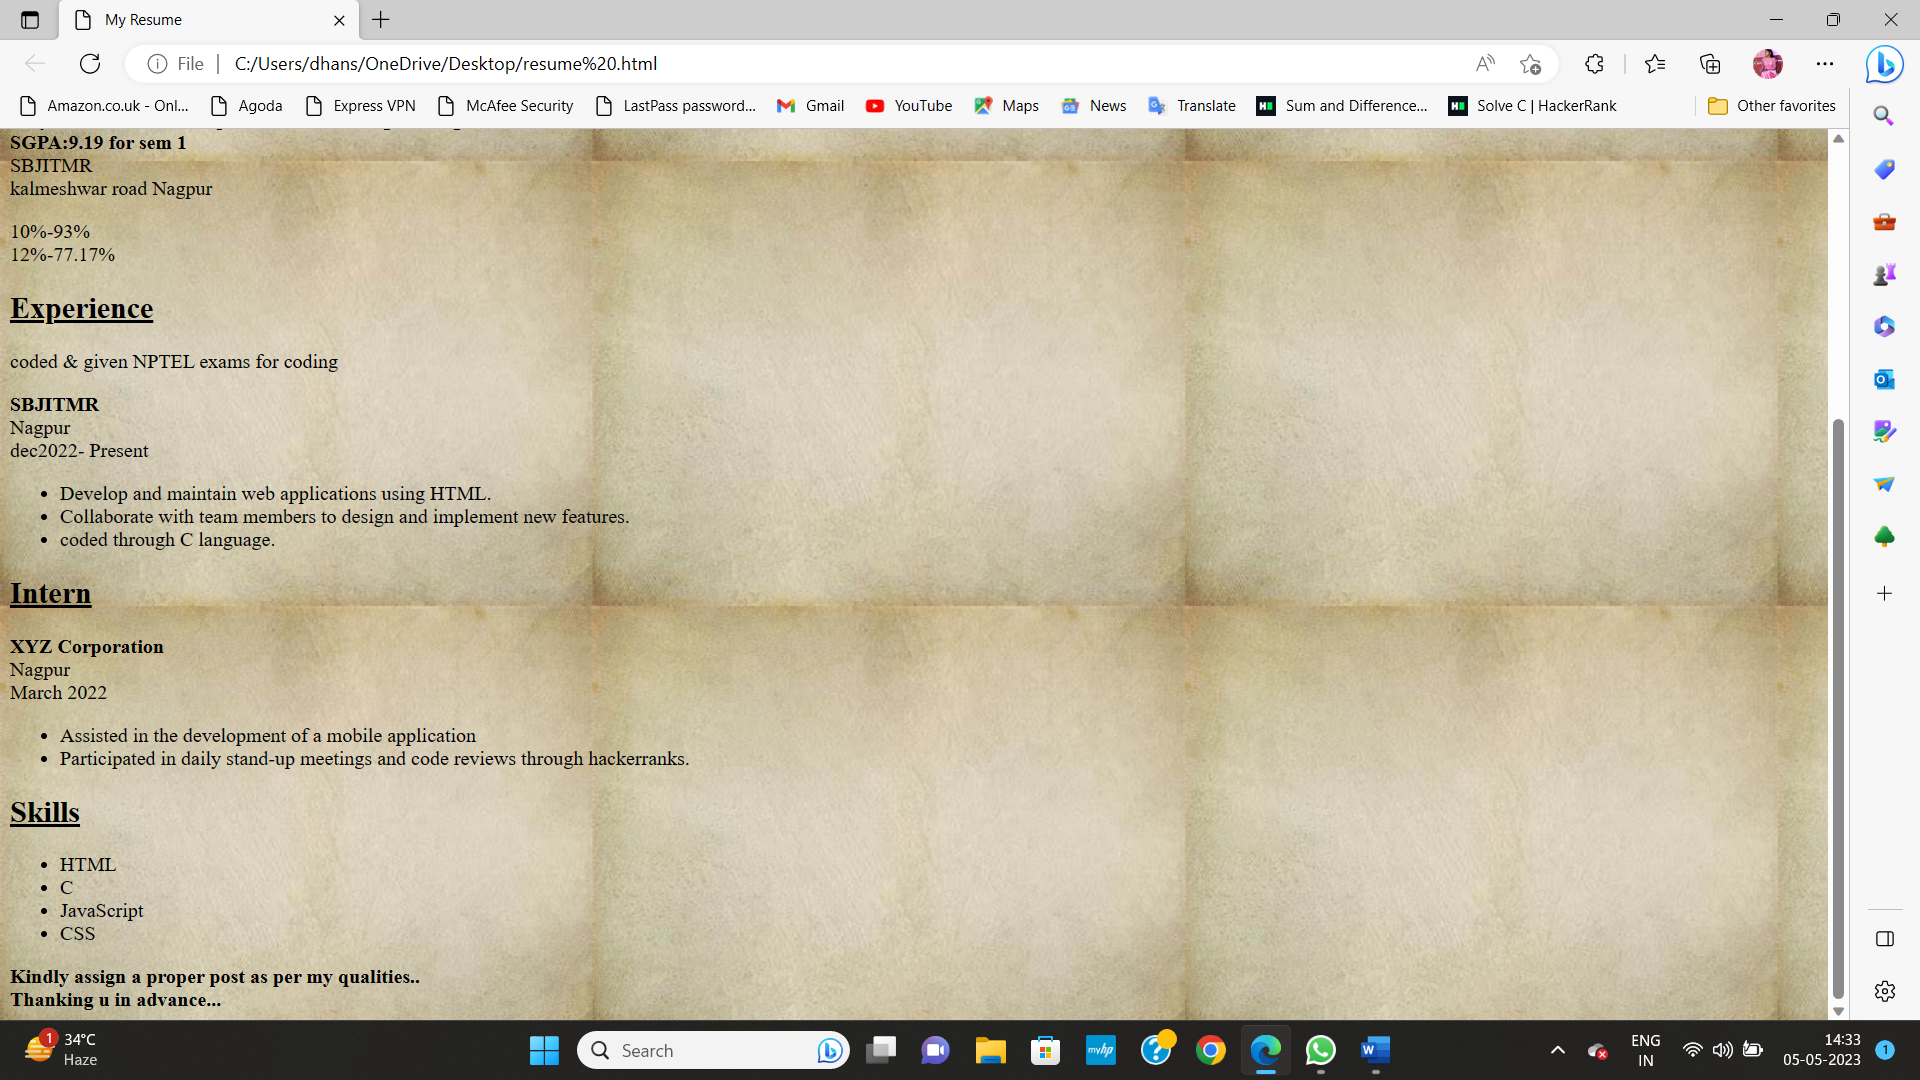 My Resume
File
C:/Users/dhans/OneDrive/Desktop/resume%20.html
Amazon.co.uk - Onl...
Agoda
Express VPN
McAfee Security
LastPass password...
Gmail
YouTube
Maps
News
Translate
Sum and Difference...
Solve C | HackerRank
Other favorites
SGPA:9.19 for sem 1
SBJITMR
kalmeshwar road Nagpur
10%-93%
12%-77.17%
Experience
coded & given NPTEL exams for coding
SBJITMR
Nagpur
dec2022- Present
• Develop and maintain web applications using HTML.
• Collaborate with team members to design and implement new features.
• coded through C language.
Intern
XYZ Corporation
Nagpur
March 2022
• Assisted in the development of a mobile application
• Participated in daily stand-up meetings and code reviews through hackerranks.
Skills
• HTML
• C
• JavaScript
• CSS
Kindly assign a proper post as per my qualities..
Thanking u in advance...
1
34°C
Haze
Search
myhp
ENG
IN
14:33
05-05-2023
1